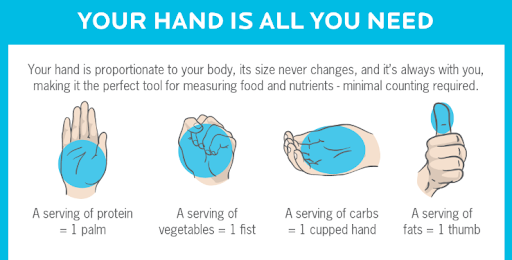 YOUR HAND IS ALL YOU NEED
Your hand is proportionate to your body, its size never changes, and it's always with you,
making it the perfect tool for measuring food and nutrients - minimal counting required.
A serving of protein
= 1 palm
A serving of
vegetables = 1 fist
A serving of carbs
= 1 cupped hand
A serving of
fats = 1 thumb